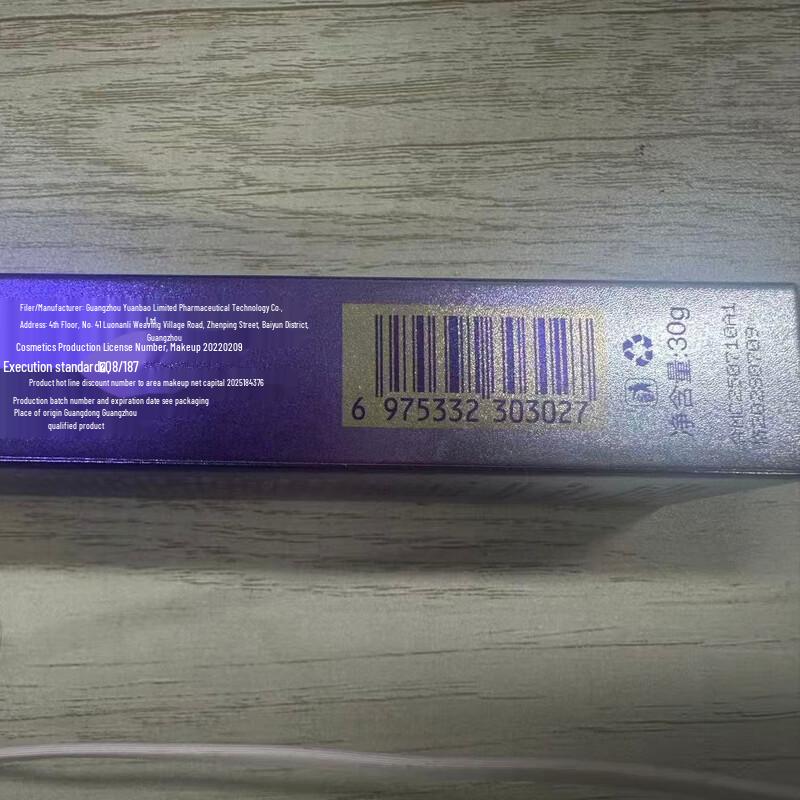 Filer/Manufacturer: Guangzhou Yuanbao Limited Pharmaceutical Technology Co.,
Ltd.
Address: 4th Floor, No. 41 Luonanli Weaving Village Road, Zhenping Street, Baiyun District,
Guangzhou
Cosmetics Production License Number, Makeup 20220209
Execution standard: 8/187
Product hot line discount number to area makeup net capital 2025184376
Production batch number and expiration date see packaging
Place of origin Guangdong Guangzhou
qualified product
6 975332 303027
净含量:30g